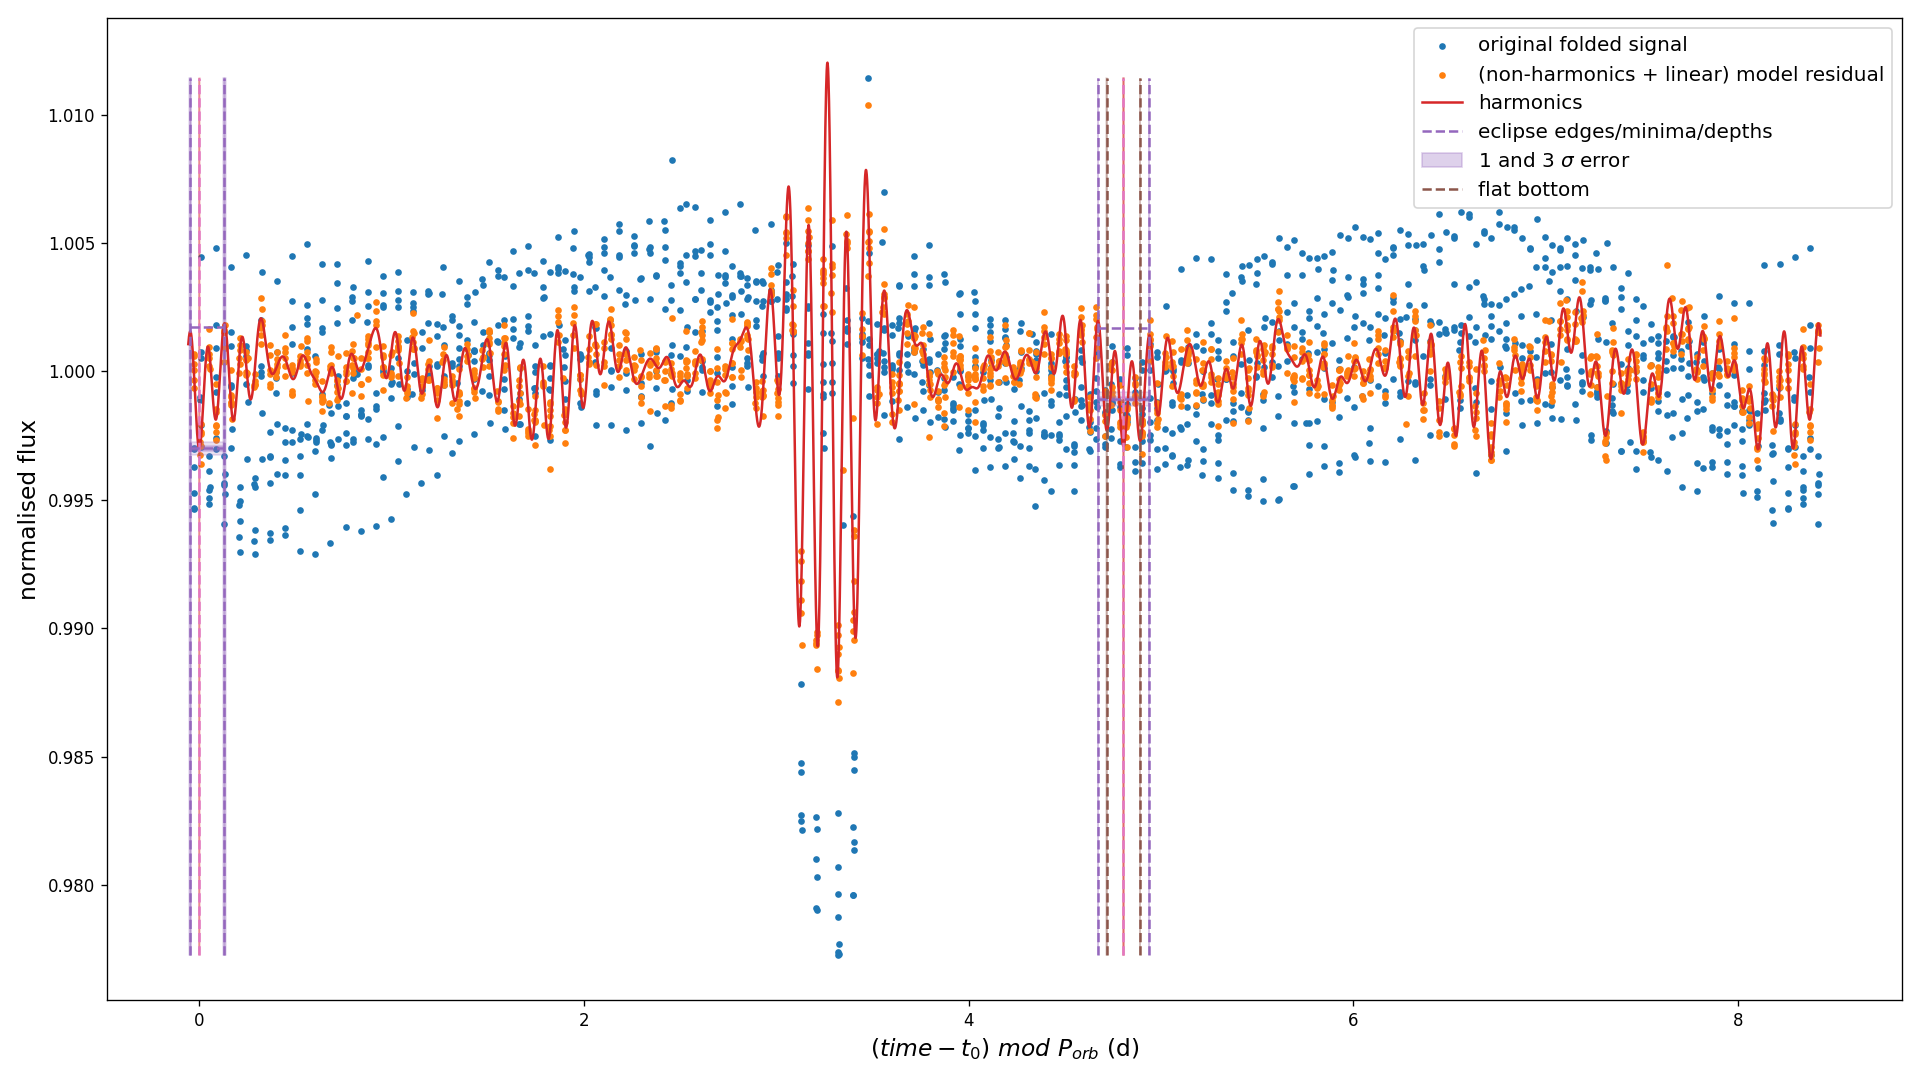 original folded signal
(non-harmonics + linear) model residual
harmonics
eclipse edges/minima/depths
1 and 3 σ error
flat bottom
normalised flux
1.010
1.005
1.000
0.995
0.990
0.985
0.980
0 2 4 6 8
(time − t₀) mod Pₒᵣb (d)